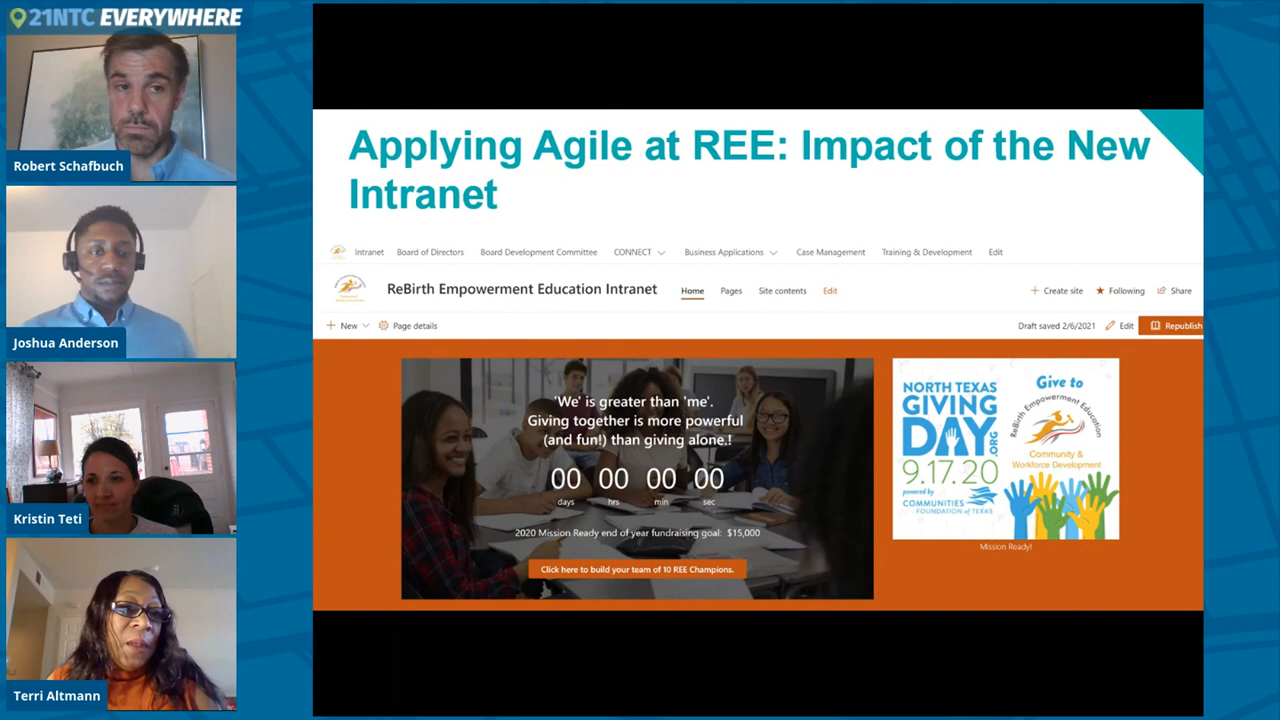 21NTC EVERYWHERE
Robert Schafbuch
Joshua Anderson
Kristin Teti
Terri Altmann
Applying Agile at REE: Impact of the New
Intranet
Intranet Board of Directors Board Development Committee CONNECT Business Applications Case Management Training & Development Edit
ReBirth Empowerment Education Intranet Home Pages Site contents Edit + Create site Following Share
+ New Page details Draft saved 2/6/2021 Edit Republish
'We' is greater than 'me'.
Giving together is more powerful
(and fun!) than giving alone.!
00 00 00 00
days hrs min sec
2020 Mission Ready end of year fundraising goal: $15,000
Click here to build your team of 10 REE Champions.
NORTH TEXAS
GIVING
DAY.ORG
9.17.20
powered by
COMMUNITIES
FOUNDATION of TEXAS
Give to
ReBirth Empowerment Education
Community &
Workforce Development
Mission Ready!